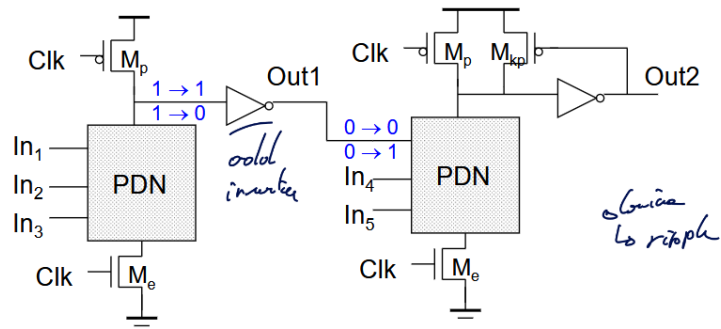 Clk
M_p
1 → 1
1 → 0
Out1
In_1
In_2
In_3
PDN
Clk
M_e
add
inverter
Clk
M_p
M_kp
Out2
0 → 0
0 → 1
In_4
In_5
PDN
Clk
M_e